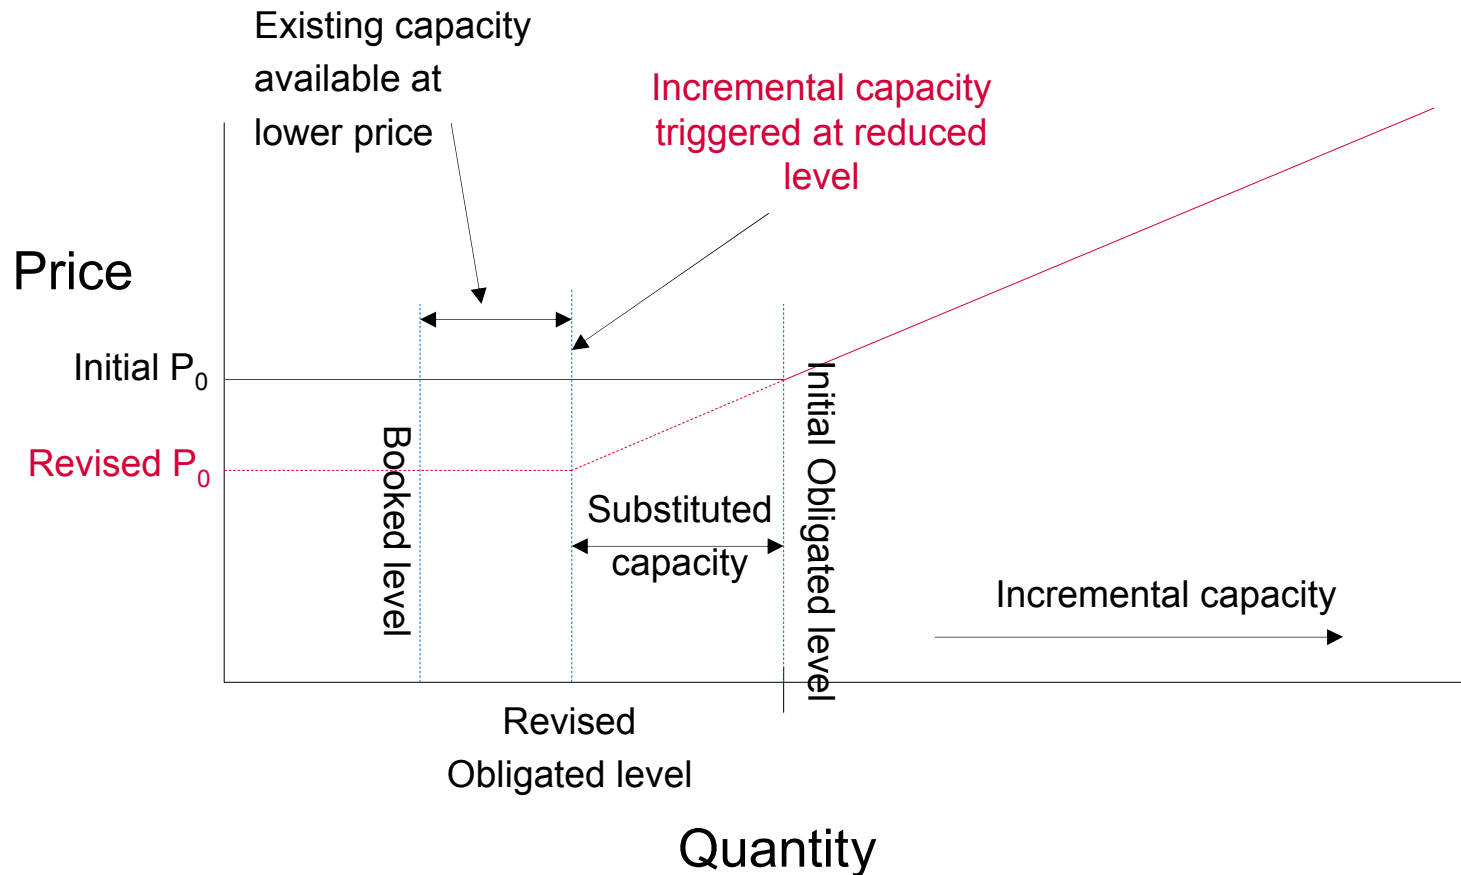 Existing capacity
available at
lower price
Incremental capacity
triggered at reduced
level
Price
Initial P0
Revised P0
Booked level
Substituted
capacity
Initial Obligated level
Incremental capacity
Revised
Obligated level
Quantity